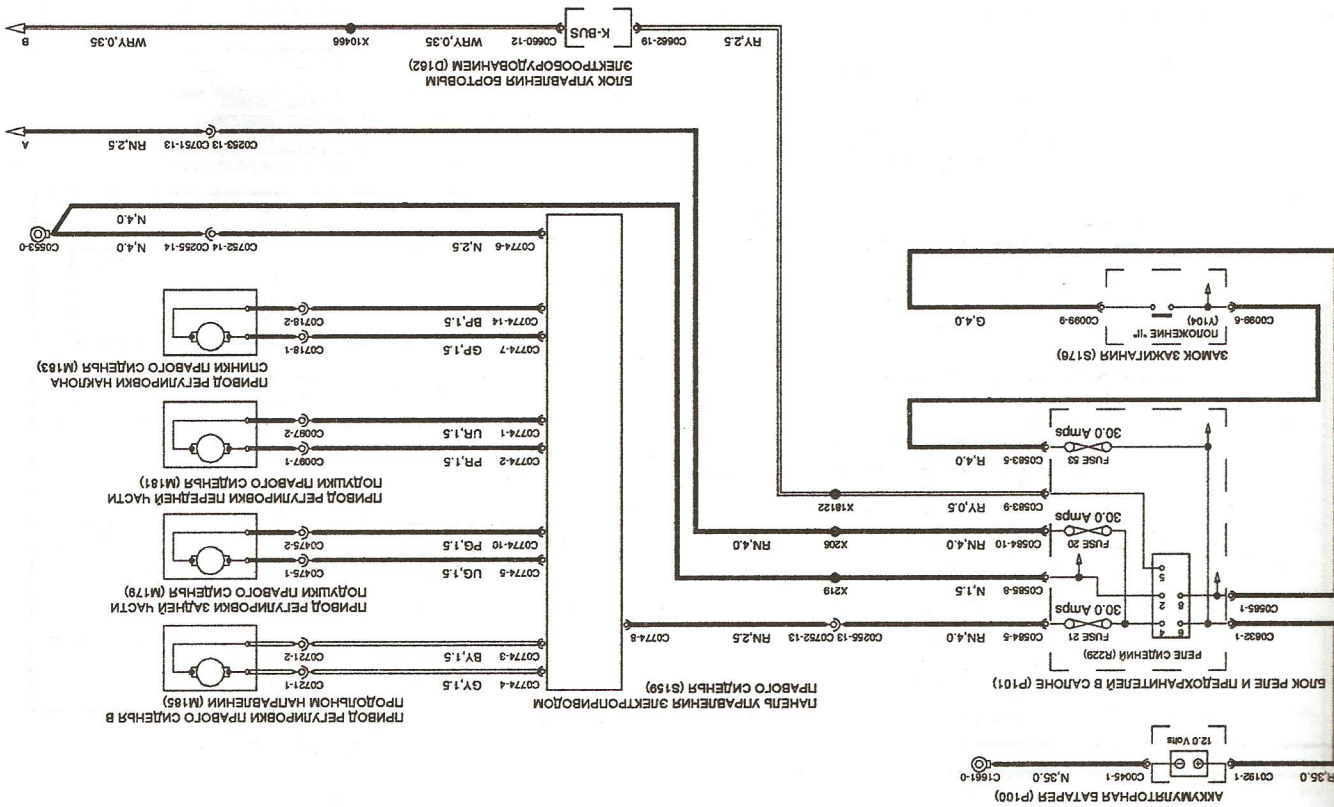 АККУМУЛЯТОРНАЯ БАТАРЕЯ (P100)
R,35.0
C0192-1
C0045-1
N,35.0
C1661-0
12.0 Volts
БЛОК РЕЛЕ И ПРЕДОХРАНИТЕЛЕЙ В САЛОНЕ (P101)
РЕЛЕ СИДЕНИЙ (R229)
C0632-1
C0585-1
6
8
4
2
5
FUSE 21
30.0 Amps
C0584-5
RN,4.0
C0255-13 C0752-13
RN,2.5
C0774-8
C0585-8
N,1.5
X219
FUSE 20
30.0 Amps
C0584-10
RN,4.0
X206
RN,4.0
C0583-9
RY,0.5
X18122
FUSE 53
30.0 Amps
C0583-5
R,4.0
ЗАМОК ЗАЖИГАНИЯ (S176)
ПОЛОЖЕНИЕ "II"
(Y104)
C0099-6
C0099-9
G,4.0
ПАНЕЛЬ УПРАВЛЕНИЯ ЭЛЕКТРОПРИВОДОМ
ПРАВОГО СИДЕНЬЯ (S159)
ПРИВОД РЕГУЛИРОВКИ ПРАВОГО СИДЕНЬЯ В
ПРОДОЛЬНОМ НАПРАВЛЕНИИ (M185)
C0774-4
GY,1.5
C0721-1
C0774-3
BY,1.5
C0721-2
ПРИВОД РЕГУЛИРОВКИ ЗАДНЕЙ ЧАСТИ
ПОДУШКИ ПРАВОГО СИДЕНЬЯ (M179)
C0774-5
UG,1.5
C0475-1
C0774-10
PG,1.5
C0475-2
ПРИВОД РЕГУЛИРОВКИ ПЕРЕДНЕЙ ЧАСТИ
ПОДУШКИ ПРАВОГО СИДЕНЬЯ (M181)
C0774-2
PR,1.5
C0097-1
C0774-1
UR,1.5
C0097-2
ПРИВОД РЕГУЛИРОВКИ НАКЛОНА
СПИНКИ ПРАВОГО СИДЕНЬЯ (M183)
C0774-7
GP,1.5
C0718-1
C0774-14
BP,1.5
C0718-2
C0774-6
N,2.5
C0752-14 C0255-14
N,4.0
C0553-0
N,4.0
C0253-13 C0751-13
RN,2.5
A
БЛОК УПРАВЛЕНИЯ БОРТОВЫМ
ЭЛЕКТРООБОРУДОВАНИЕМ (D162)
RY,2.5
C0662-19
K-BUS
C0660-12
WRY,0.35
X10466
WRY,0.35
B